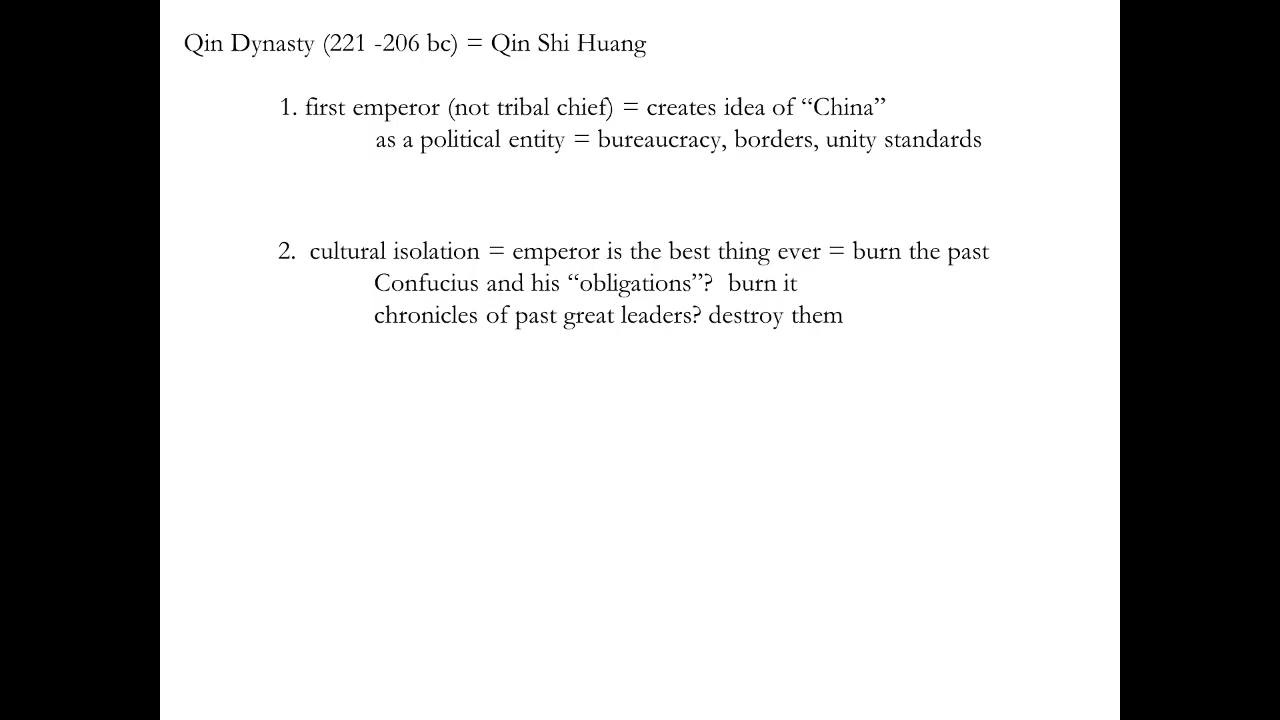 Qin Dynasty (221 -206 bc) = Qin Shi Huang
1. first emperor (not tribal chief) = creates idea of “China”
as a political entity = bureaucracy, borders, unity standards
2. cultural isolation = emperor is the best thing ever = burn the past
Confucius and his “obligations”? burn it
chronicles of past great leaders? destroy them